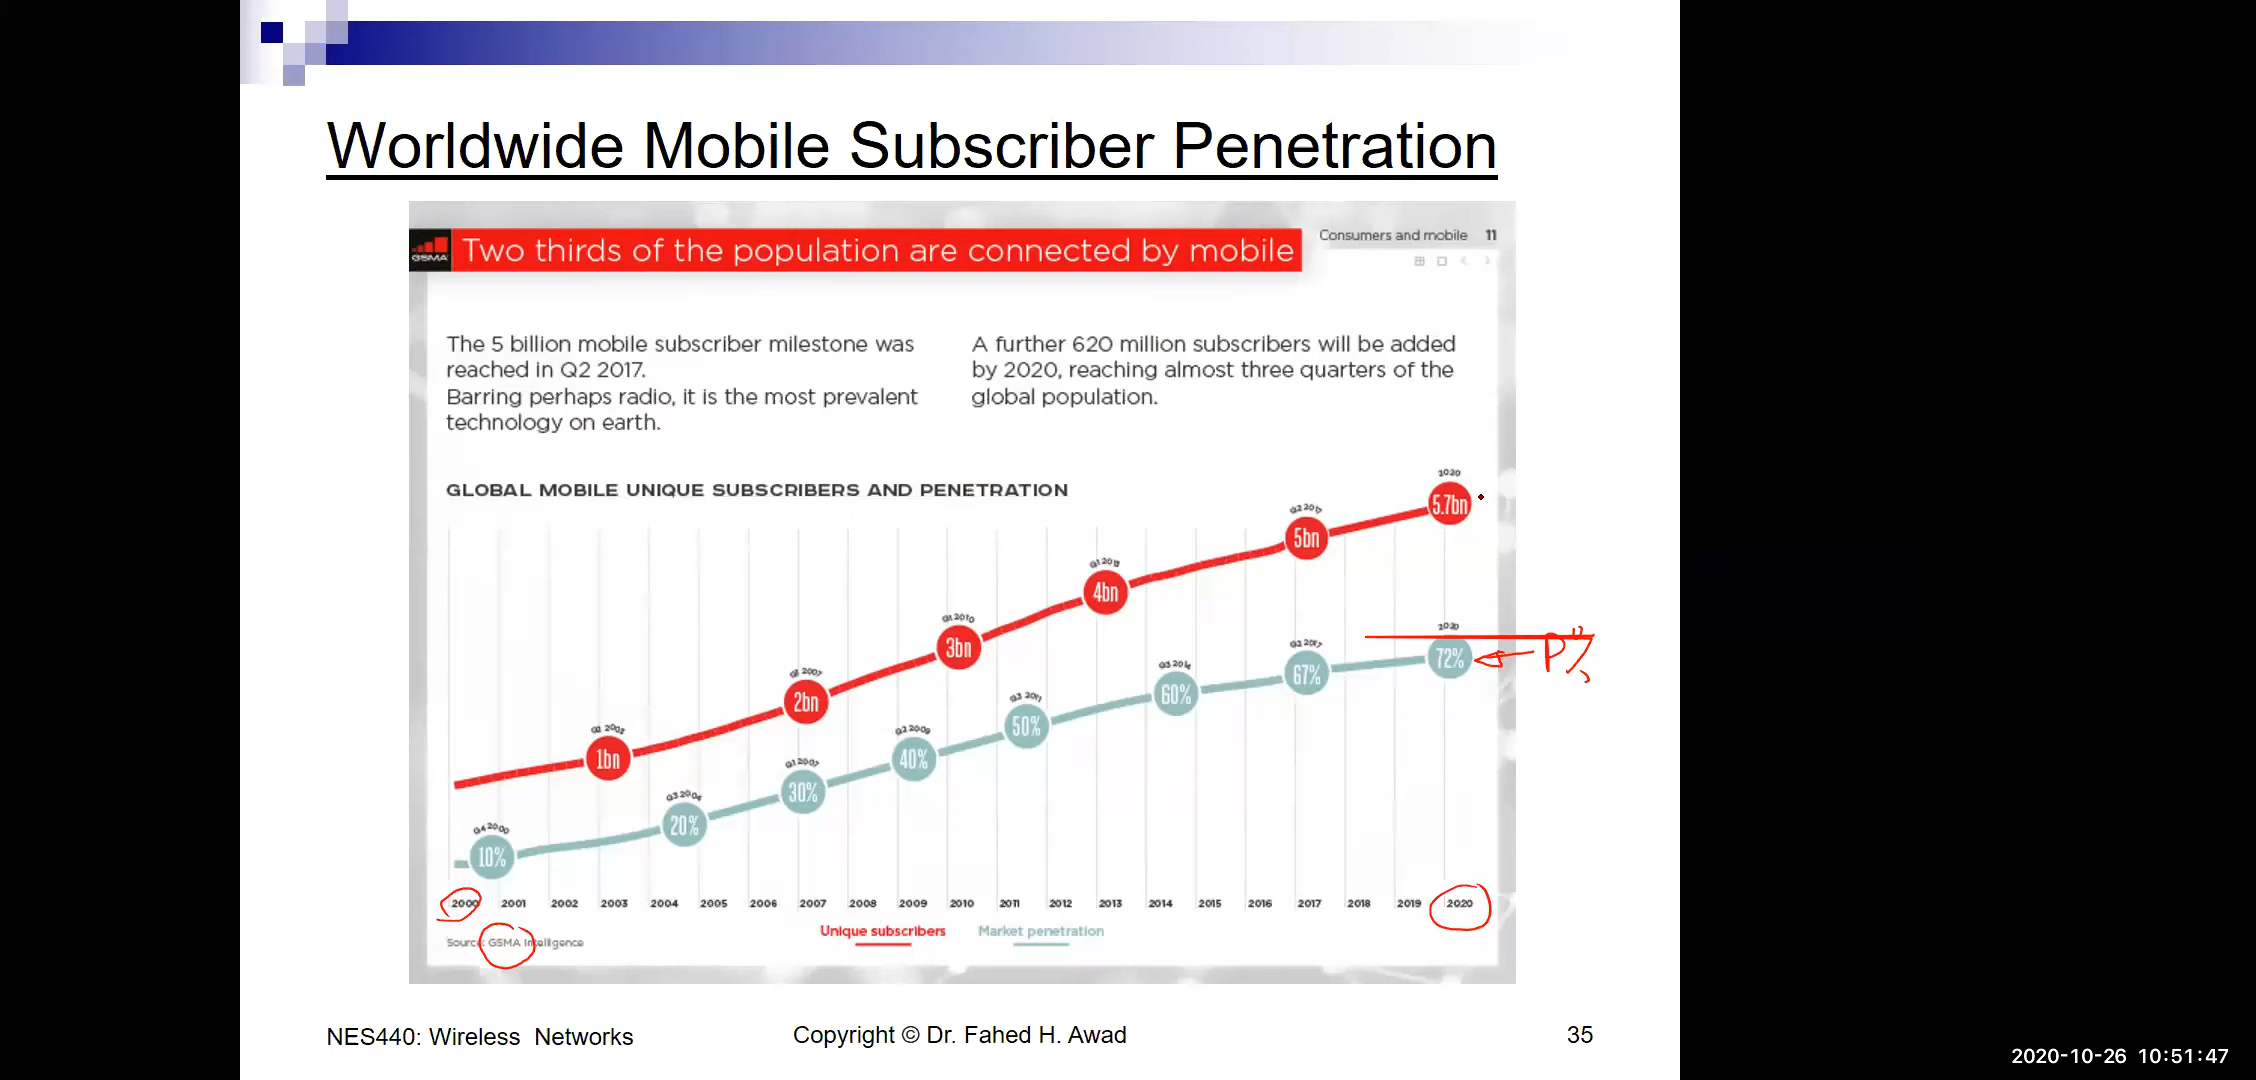 Worldwide Mobile Subscriber Penetration
GSMA
Two thirds of the population are connected by mobile
Consumers and mobile 11
The 5 billion mobile subscriber milestone was
reached in Q2 2017.
Barring perhaps radio, it is the most prevalent
technology on earth.
A further 620 million subscribers will be added
by 2020, reaching almost three quarters of the
global population.
GLOBAL MOBILE UNIQUE SUBSCRIBERS AND PENETRATION
2020
5.7bn
Q2 2017
5bn
Q1 2013
4bn
Q1 2010
3bn
2007
2bn
1bn
2020
72%
P%
Q2 2017
67%
Q3 2014
60%
Q3 2011
50%
Q2 2009
40%
Q1 2007
30%
Q3 2004
20%
Q4 2000
10%
2000 2001 2002 2003 2004 2005 2006 2007 2008 2009 2010 2011 2012 2013 2014 2015 2016 2017 2018 2019 2020
Unique subscribers Market penetration
Source: GSMA Intelligence
NES440: Wireless Networks
Copyright © Dr. Fahed H. Awad
35
2020-10-26 10:51:47